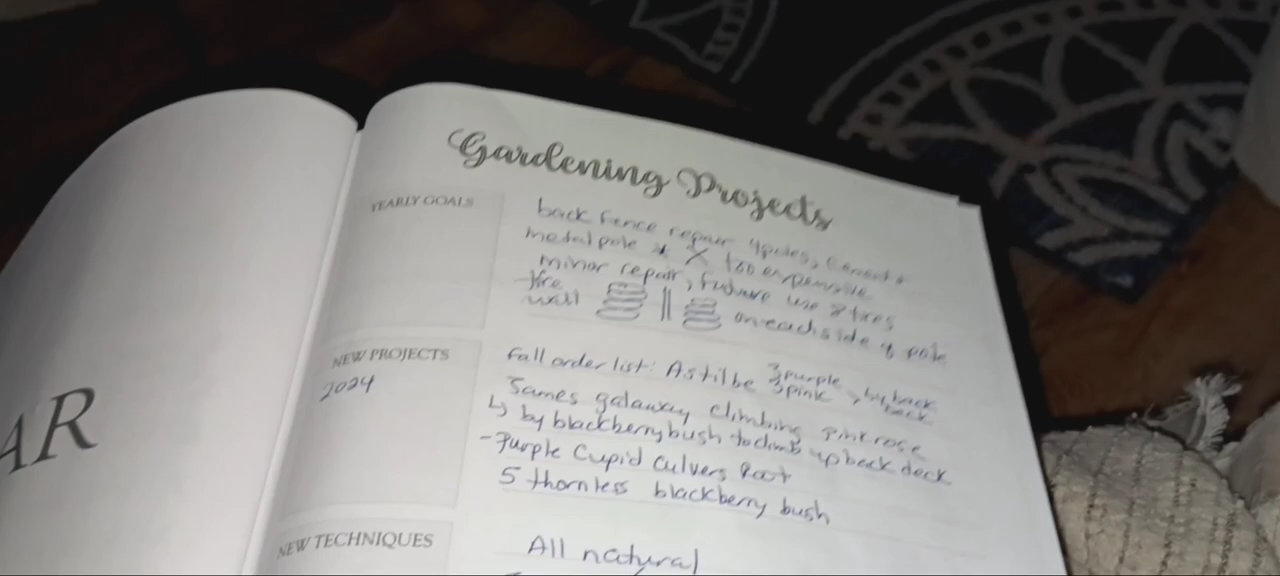 Gardening Projects
YEARLY GOALS
back fence repair 4poles, cement +
metal pole * X too expensive
minor repair, future use 8 tires
tire
wall
on each side of pole
NEW PROJECTS
2024
Fall order list: Astilbe 3 purple, by back
3 pink deck
James galaway climbing pink rose
↳ by blackberry bush to climb up back deck
- Purple Cupid Culvers Root
5 thornless blackberry bush
NEW TECHNIQUES
All natural
AR